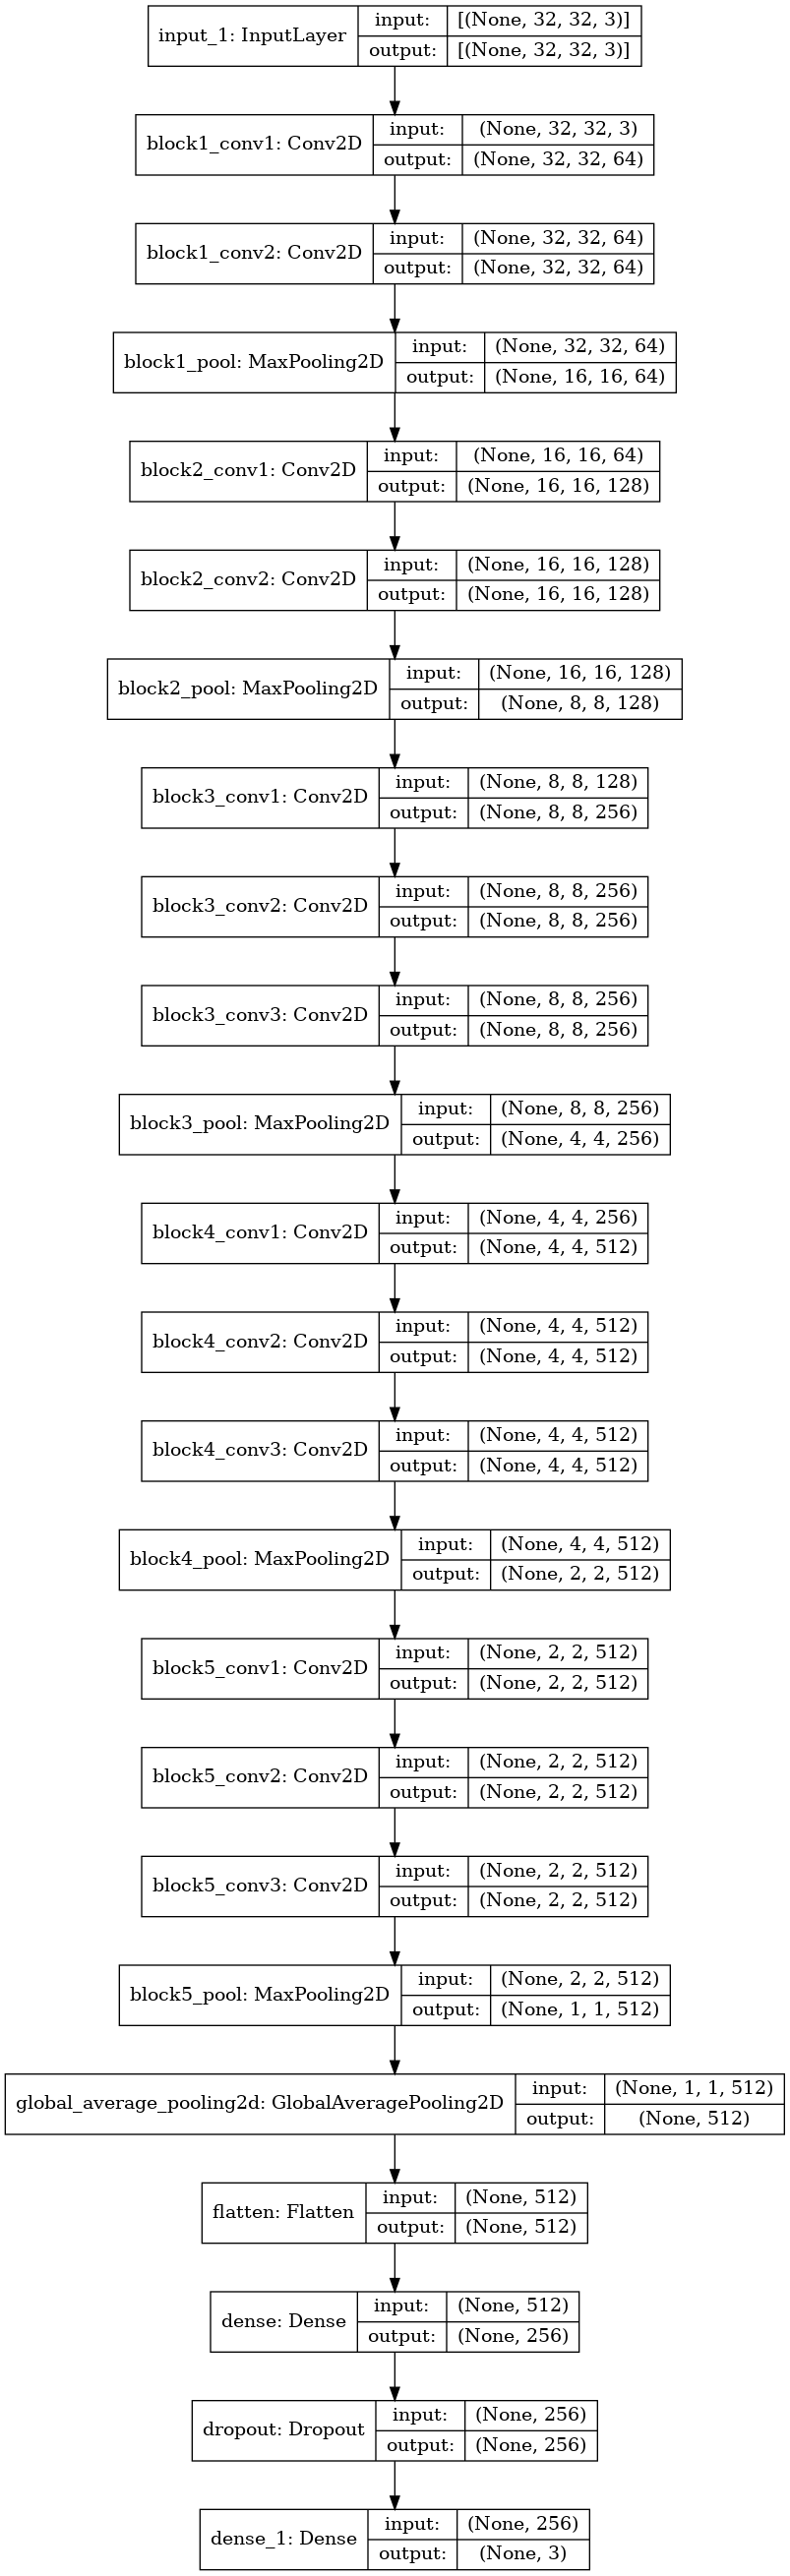 input_1: InputLayer
input: [(None, 32, 32, 3)]
output: [(None, 32, 32, 3)]
block1_conv1: Conv2D
input: (None, 32, 32, 3)
output: (None, 32, 32, 64)
block1_conv2: Conv2D
input: (None, 32, 32, 64)
output: (None, 32, 32, 64)
block1_pool: MaxPooling2D
input: (None, 32, 32, 64)
output: (None, 16, 16, 64)
block2_conv1: Conv2D
input: (None, 16, 16, 64)
output: (None, 16, 16, 128)
block2_conv2: Conv2D
input: (None, 16, 16, 128)
output: (None, 16, 16, 128)
block2_pool: MaxPooling2D
input: (None, 16, 16, 128)
output: (None, 8, 8, 128)
block3_conv1: Conv2D
input: (None, 8, 8, 128)
output: (None, 8, 8, 256)
block3_conv2: Conv2D
input: (None, 8, 8, 256)
output: (None, 8, 8, 256)
block3_conv3: Conv2D
input: (None, 8, 8, 256)
output: (None, 8, 8, 256)
block3_pool: MaxPooling2D
input: (None, 8, 8, 256)
output: (None, 4, 4, 256)
block4_conv1: Conv2D
input: (None, 4, 4, 256)
output: (None, 4, 4, 512)
block4_conv2: Conv2D
input: (None, 4, 4, 512)
output: (None, 4, 4, 512)
block4_conv3: Conv2D
input: (None, 4, 4, 512)
output: (None, 4, 4, 512)
block4_pool: MaxPooling2D
input: (None, 4, 4, 512)
output: (None, 2, 2, 512)
block5_conv1: Conv2D
input: (None, 2, 2, 512)
output: (None, 2, 2, 512)
block5_conv2: Conv2D
input: (None, 2, 2, 512)
output: (None, 2, 2, 512)
block5_conv3: Conv2D
input: (None, 2, 2, 512)
output: (None, 2, 2, 512)
block5_pool: MaxPooling2D
input: (None, 2, 2, 512)
output: (None, 1, 1, 512)
global_average_pooling2d: GlobalAveragePooling2D
input: (None, 1, 1, 512)
output: (None, 512)
flatten: Flatten
input: (None, 512)
output: (None, 512)
dense: Dense
input: (None, 512)
output: (None, 256)
dropout: Dropout
input: (None, 256)
output: (None, 256)
dense_1: Dense
input: (None, 256)
output: (None, 3)